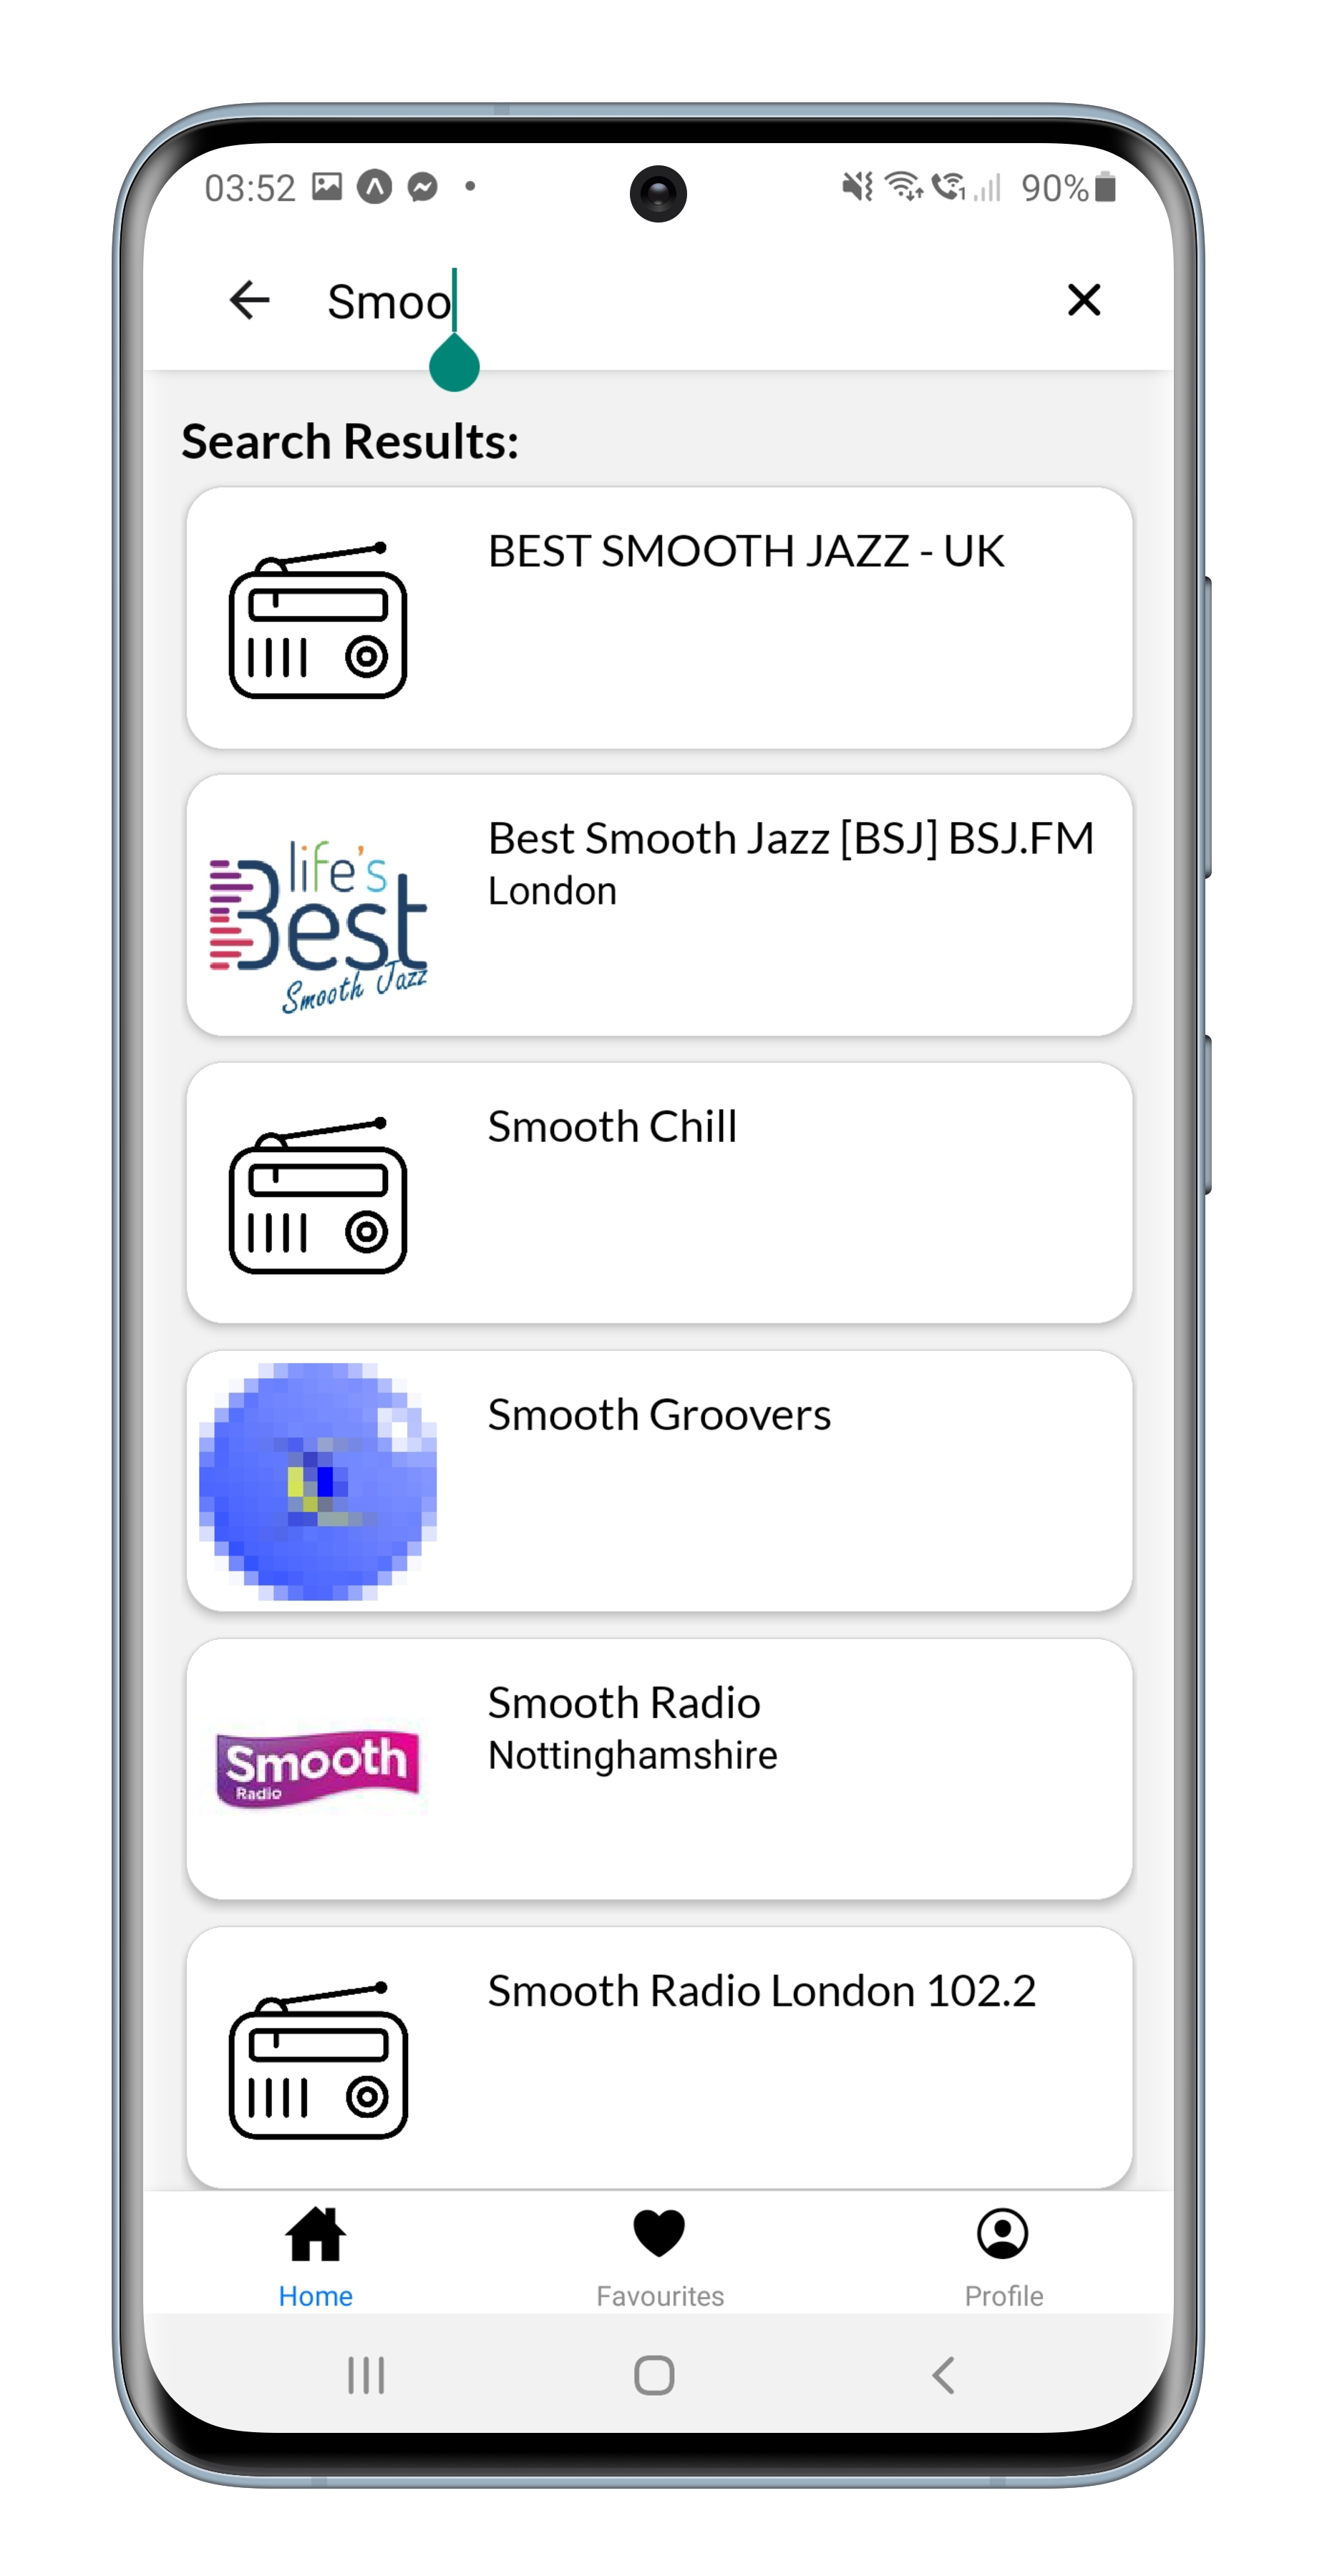 03:52
90%
Smoo
Search Results:
BEST SMOOTH JAZZ - UK
life's
Best
Smooth Jazz
Best Smooth Jazz [BSJ] BSJ.FM
London
Smooth Chill
Smooth Groovers
Smooth
Radio
Smooth Radio
Nottinghamshire
Smooth Radio London 102.2
Home
Favourites
Profile